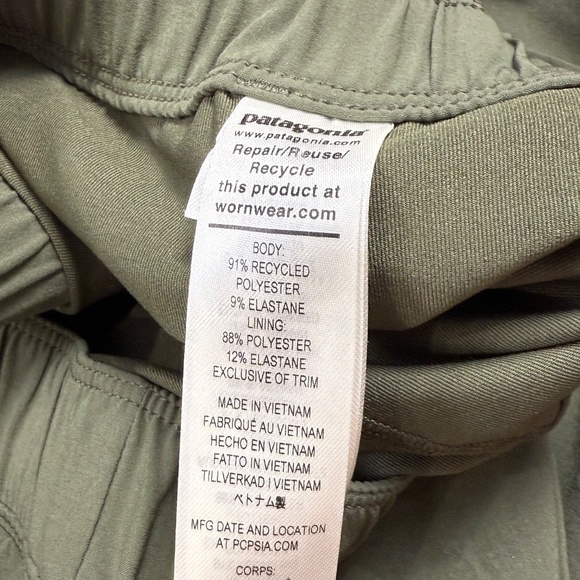 patagonia
www.patagonia.com
Repair/Reuse/
Recycle
this product at
wornwear.com
BODY:
91% RECYCLED
POLYESTER
9% ELASTANE
LINING:
88% POLYESTER
12% ELASTANE
EXCLUSIVE OF TRIM
MADE IN VIETNAM
FABRIQUÉ AU VIETNAM
HECHO EN VIETNAM
FATTO IN VIETNAM
TILLVERKAD I VIETNAM
ベトナム製
MFG DATE AND LOCATION
AT PCPSIA.COM
CORPS: